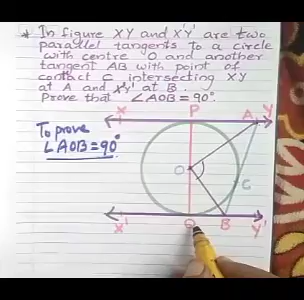 * In figure XY and X'Y' are two
parallel tangents to a circle
with centre O and another
tangent AB with point of
contact C intersecting XY
at A and X'Y' at B.
Prove that ∠AOB = 90°.
X P A Y
To prove
∠AOB = 90°
O
C
X' Q B Y'